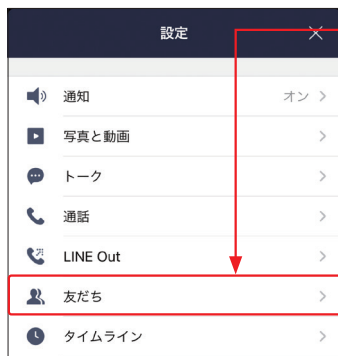 設定
通知 オン
写真と動画
トーク
通話
LINE Out
友だち
タイムライン